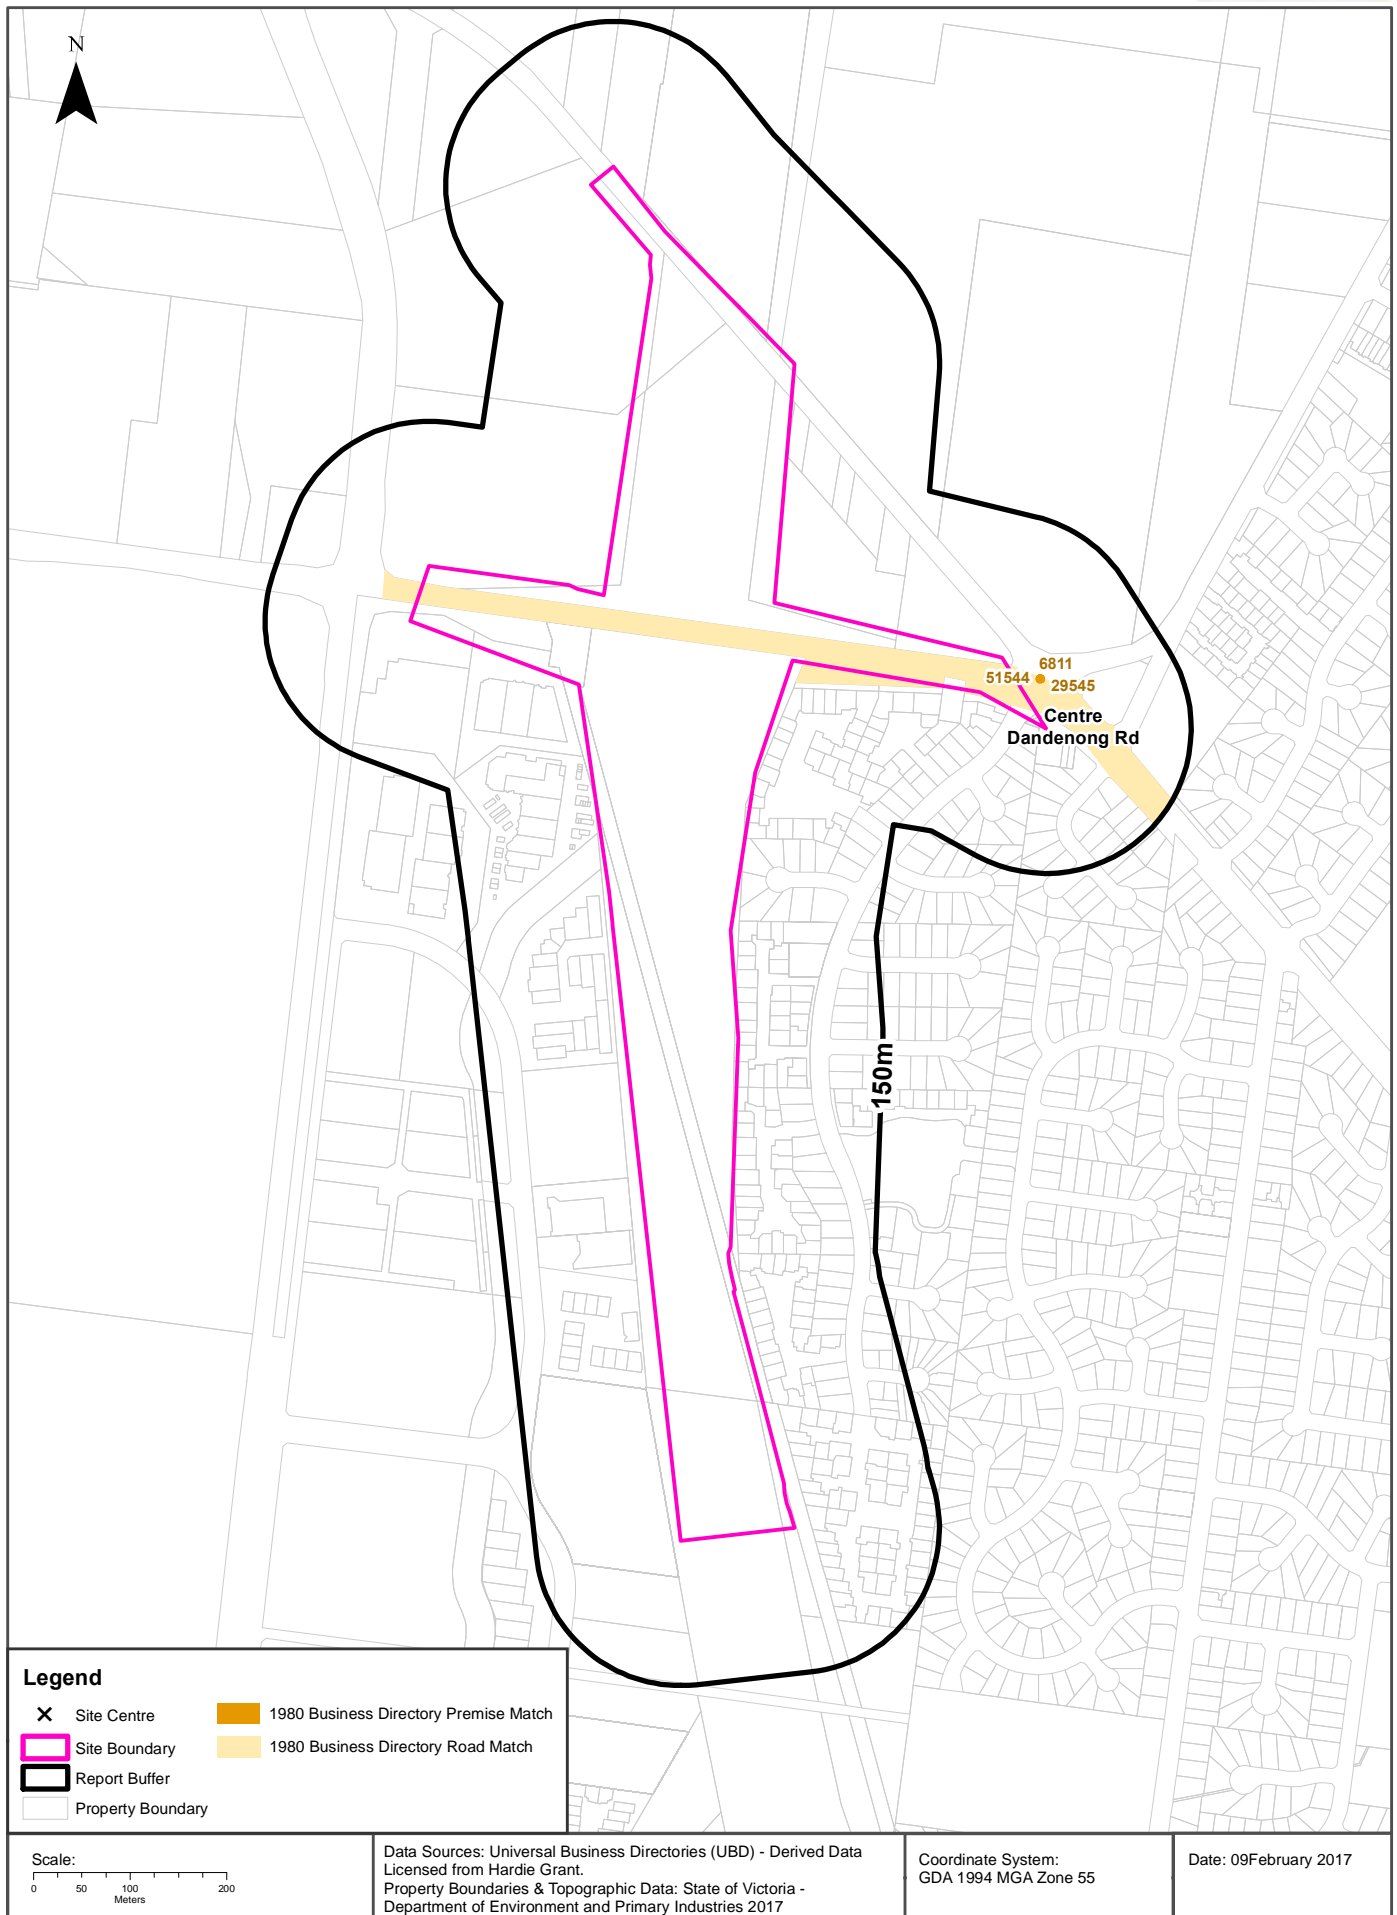 N
6811
51544
29545
Centre
Dandenong Rd
150m
Legend
Site Centre
1980 Business Directory Premise Match
Site Boundary
1980 Business Directory Road Match
Report Buffer
Property Boundary
Scale:
0 50 100 200
Meters
Data Sources: Universal Business Directories (UBD) - Derived Data
Licensed from Hardie Grant.
Property Boundaries & Topographic Data: State of Victoria -
Department of Environment and Primary Industries 2017
Coordinate System:
GDA 1994 MGA Zone 55
Date: 09February 2017